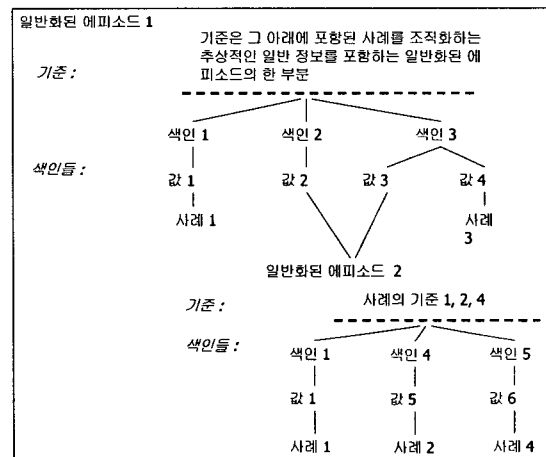 일반화된 에피소드 1
기준은 그 아래에 포함된 사례를 조직화하는
기준 : 추상적인 일반 정보를 포함하는 일반화된 에
피소드의 한 부분
색인 1 색인 2 색인 3
색인들 : 값 1 값 2 값 3 값 4
사례 1 사례
3
일반화된 에피소드 2
기준 : 사례의 기준 1, 2, 4
색인들 : 색인 1 색인 4 색인 5
값 1 값 5 값 6
사례 1 사례 2 사례 4